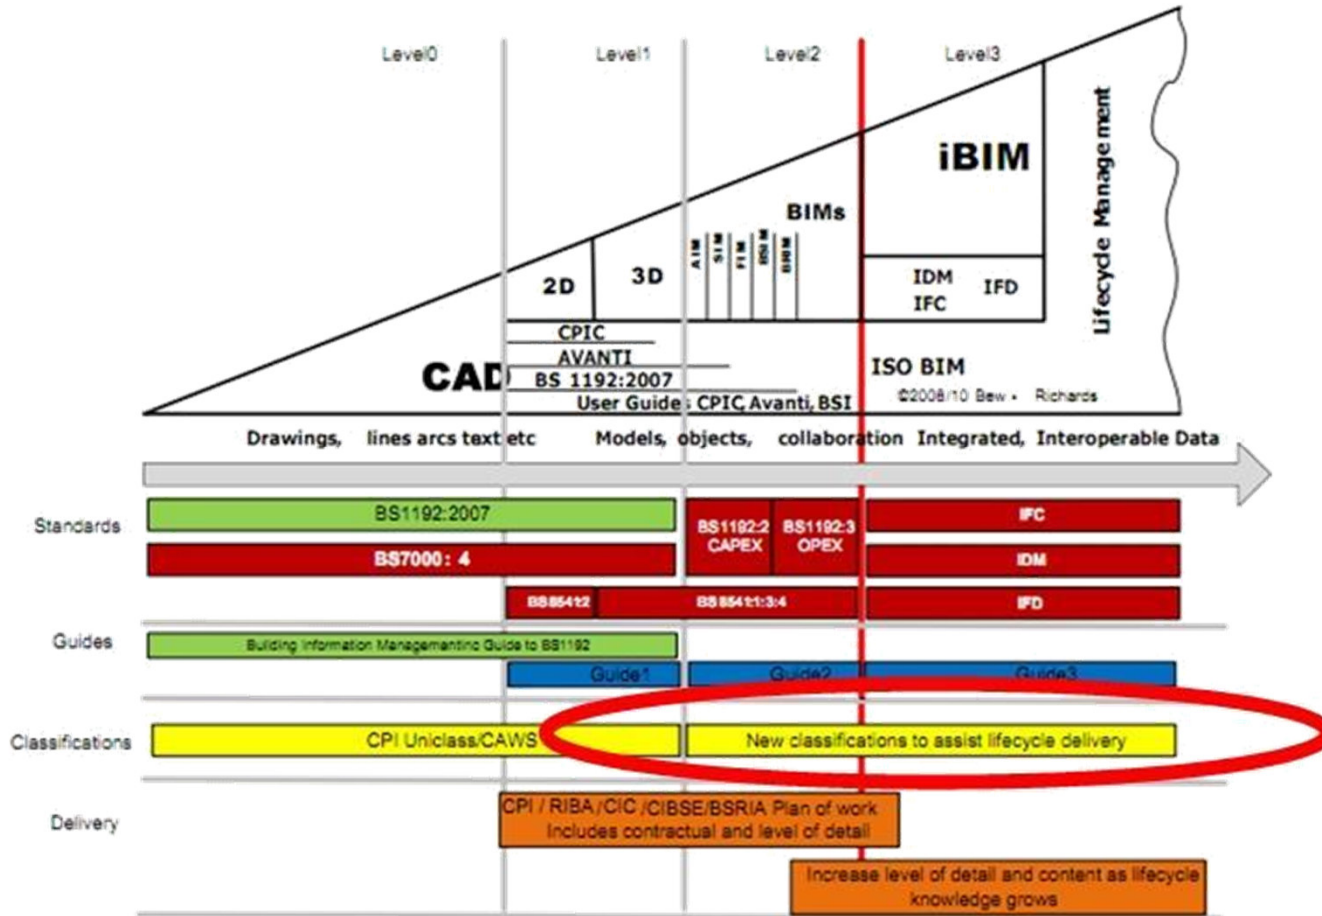 Level0
Level1
Level2
Level3
iBIM
Lifecycle Management
BIMs
AIM
SIM
FIM
BSIM
BRIM
2D
3D
IDM
IFD
IFC
CPIC
AVANTI
CAD
BS 1192:2007
ISO BIM
User Guides CPIC, Avanti, BSI
©2008/10 Bew - Richards
Drawings, lines arcs text etc
Models, objects, collaboration
Integrated, Interoperable Data
Standards
BS1192:2007
BS1192:2
CAPEX
BS1192:3
OPEX
IFC
BS7000: 4
IDM
BS8541:2
BS8541:1:3:4
IFD
Guides
Building Information Managementing Guide to BS1192
Guide1
Guide2
Guide3
Classifications
CPI Uniclass/CAWS
New classifications to assist lifecycle delivery
Delivery
CPI / RIBA /CIC /CIBSE/BSRIA Plan of work
Includes contractual and level of detail
Increase level of detail and content as lifecycle
knowledge grows